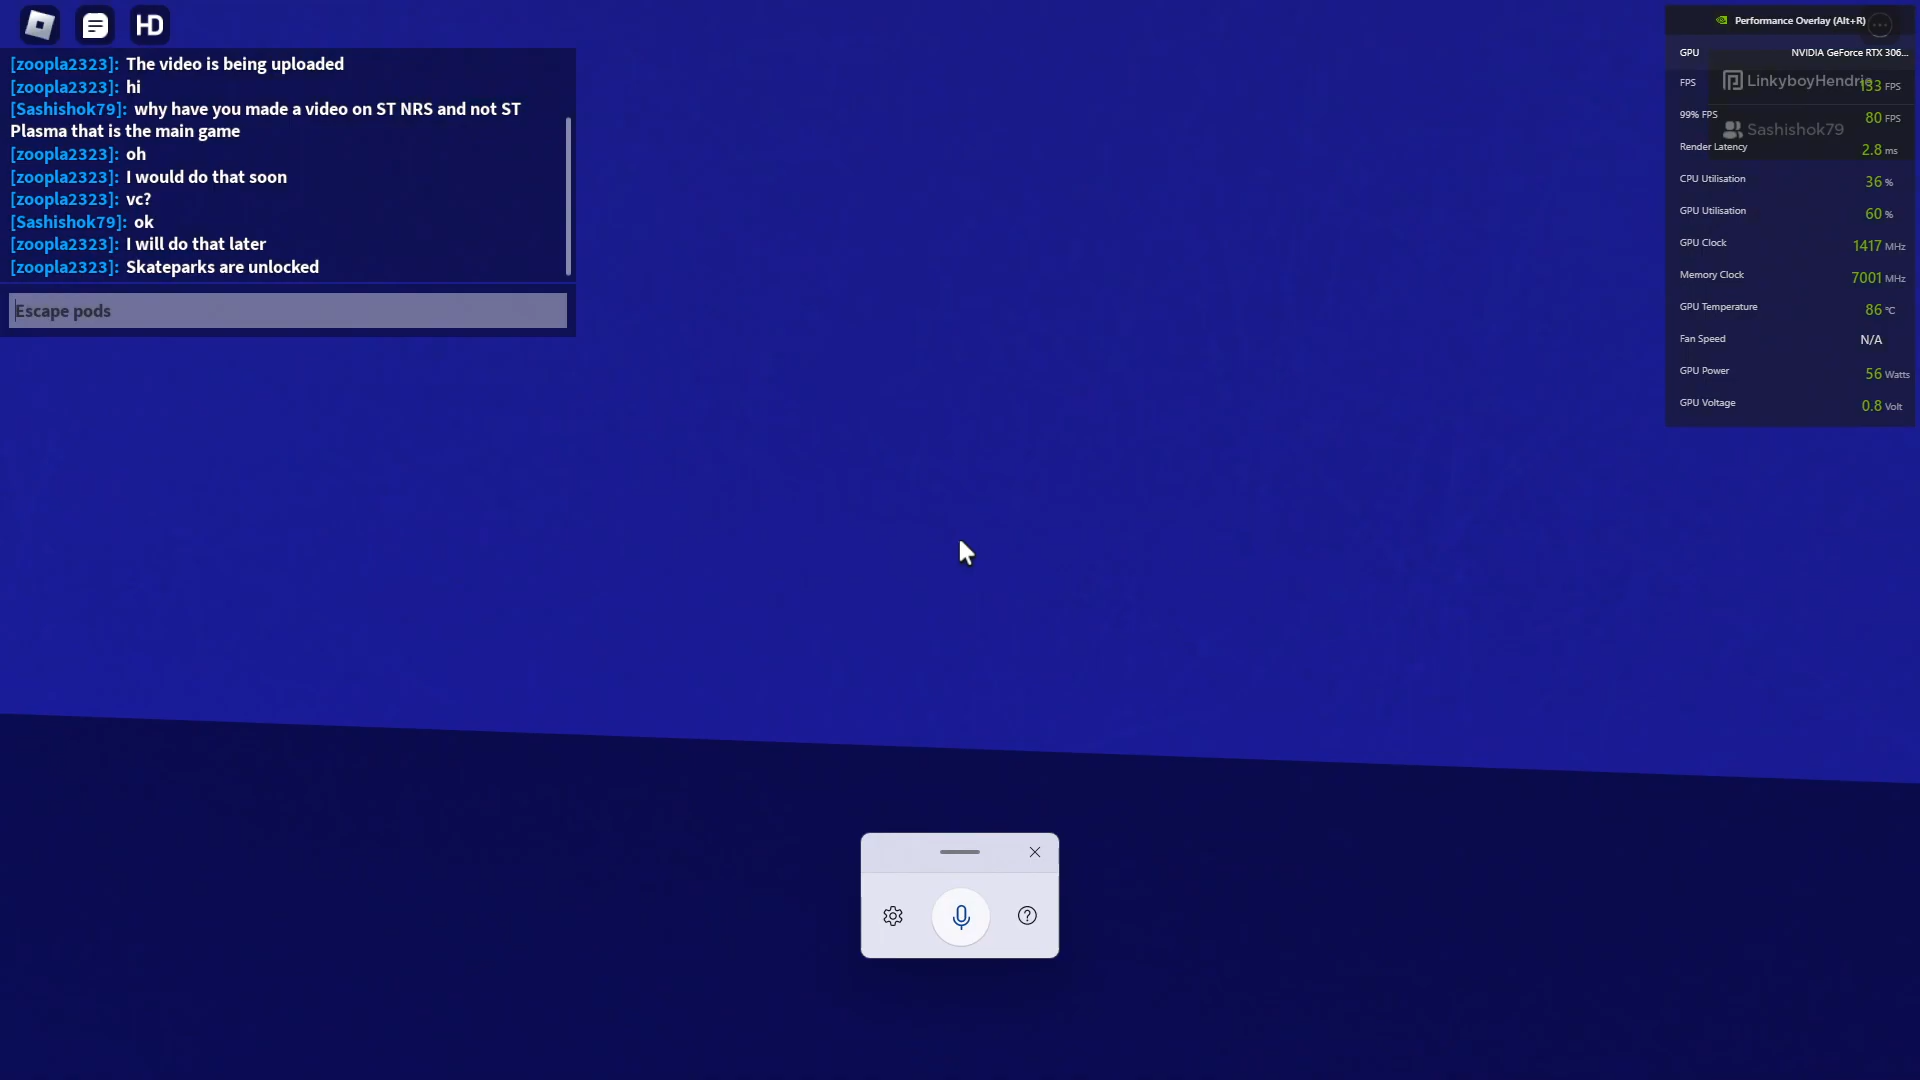 HD
[zoopla2323]: The video is being uploaded
[zoopla2323]: hi
[Sashishok79]: why have you made a video on ST NRS and not ST
Plasma that is the main game
[zoopla2323]: oh
[zoopla2323]: I would do that soon
[zoopla2323]: vc?
[Sashishok79]: ok
[zoopla2323]: I will do that later
[zoopla2323]: Skateparks are unlocked
Escape pods
Performance Overlay (Alt+R)
GPU NVIDIA GeForce RTX 306...
FPS 133 FPS
LinkyboyHendrie
99% FPS 80 FPS
Sashishok79
Render Latency 2.8 ms
CPU Utilisation 36 %
GPU Utilisation 60 %
GPU Clock 1417 MHz
Memory Clock 7001 MHz
GPU Temperature 86 °C
Fan Speed N/A
GPU Power 56 Watts
GPU Voltage 0.8 Volt